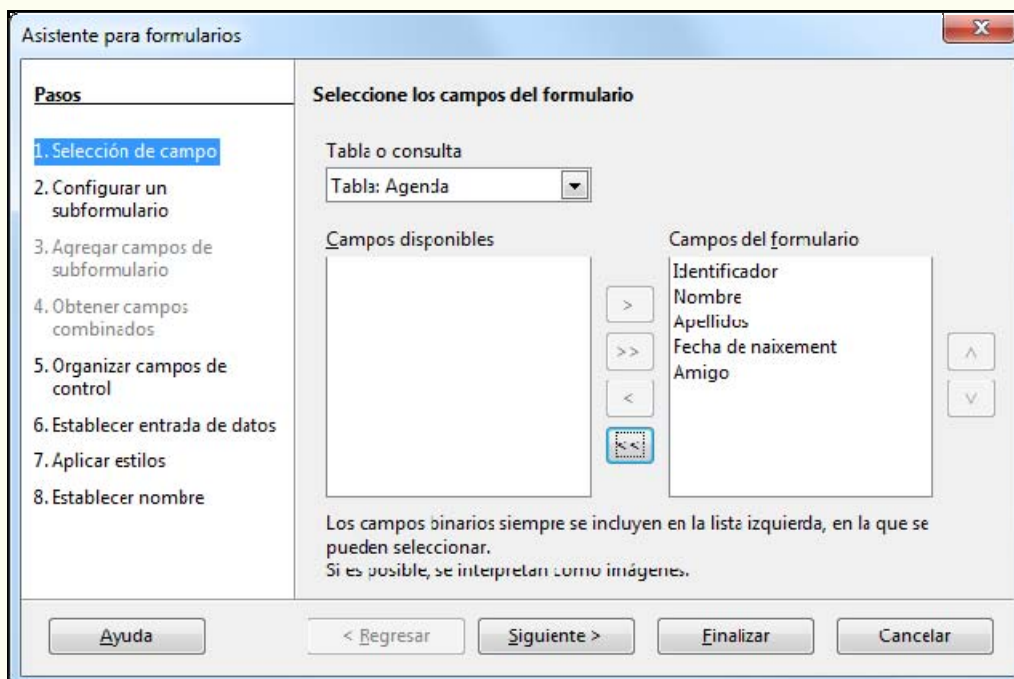 Asistente para formularios
Pasos
1. Selección de campo
2. Configurar un
subformulario
3. Agregar campos de
subformulario
4. Obtener campos
combinados
5. Organizar campos de
control
6. Establecer entrada de datos
7. Aplicar estilos
8. Establecer nombre
Seleccione los campos del formulario
Tabla o consulta
Tabla: Agenda
Campos disponibles
Campos del formulario
Identificador
Nombre
Apellidos
Fecha de naixement
Amigo
>
>>
<
<<
Los campos binarios siempre se incluyen en la lista izquierda, en la que se
pueden seleccionar.
Si es posible, se interpretan como imágenes.
Ayuda
< Regresar
Siguiente >
Finalizar
Cancelar